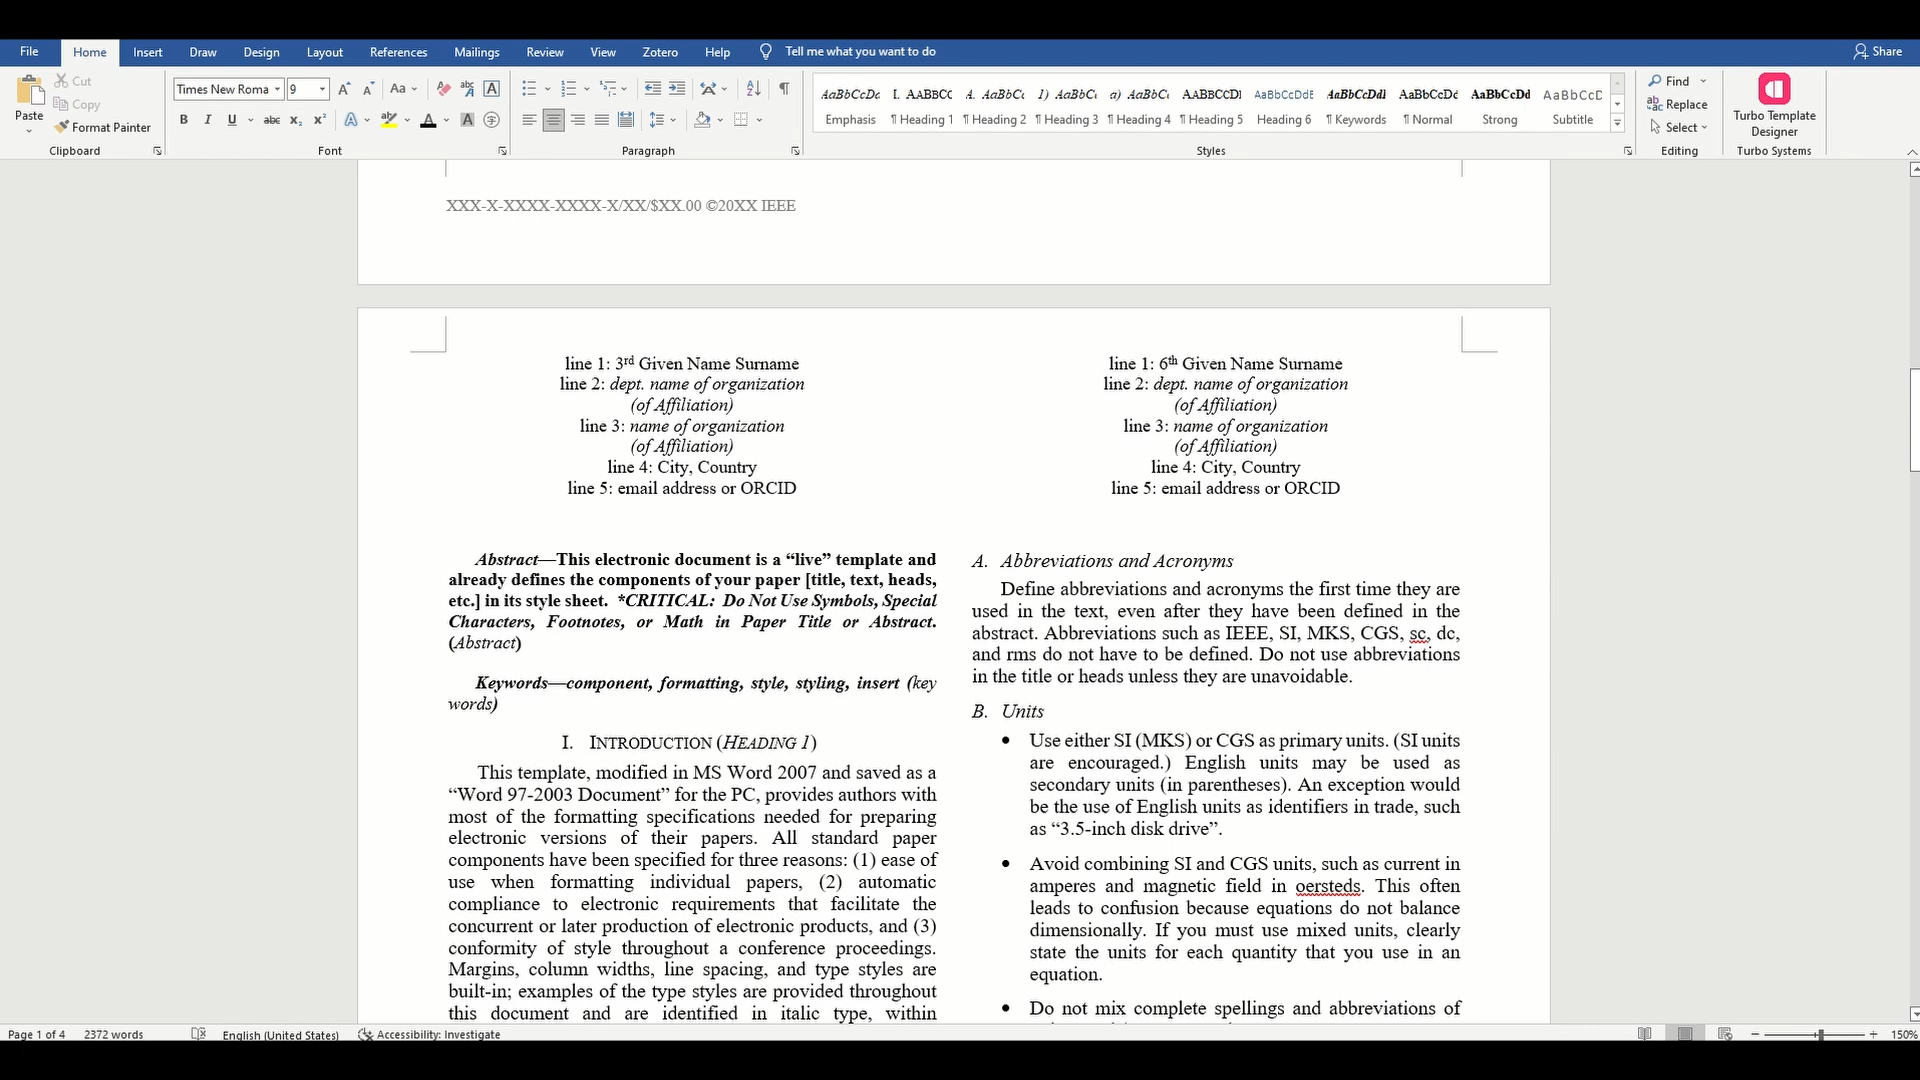 File Home Insert Draw Design Layout References Mailings Review View Zotero Help Tell me what you want to do Share
Paste Cut Copy Format Painter
Clipboard
Times New Roma 9
Font
Paragraph
AaBbCcDc I. AABBCC A. AaBbCc 1) AaBbCc a) AaBbC AABBCCDI AaBbCcDdE AaBbCcDdI AaBbCcDc AaBbCcDd AaBbCcD
Emphasis ¶ Heading 1 ¶ Heading 2 ¶ Heading 3 ¶ Heading 4 ¶ Heading 5 Heading 6 ¶ Keywords ¶ Normal Strong Subtitle
Styles
Find
Replace
Select
Editing
Turbo Template
Designer
Turbo Systems
XXX-X-XXXX-XXXX-X/XX/$XX.00 ©20XX IEEE
line 1: 3rd Given Name Surname
line 2: dept. name of organization
(of Affiliation)
line 3: name of organization
(of Affiliation)
line 4: City, Country
line 5: email address or ORCID
line 1: 6th Given Name Surname
line 2: dept. name of organization
(of Affiliation)
line 3: name of organization
(of Affiliation)
line 4: City, Country
line 5: email address or ORCID
Abstract—This electronic document is a “live” template and
already defines the components of your paper [title, text, heads,
etc.] in its style sheet. *CRITICAL: Do Not Use Symbols, Special
Characters, Footnotes, or Math in Paper Title or Abstract.
(Abstract)
Keywords—component, formatting, style, styling, insert (key
words)
I. INTRODUCTION (HEADING 1)
This template, modified in MS Word 2007 and saved as a
“Word 97-2003 Document” for the PC, provides authors with
most of the formatting specifications needed for preparing
electronic versions of their papers. All standard paper
components have been specified for three reasons: (1) ease of
use when formatting individual papers, (2) automatic
compliance to electronic requirements that facilitate the
concurrent or later production of electronic products, and (3)
conformity of style throughout a conference proceedings.
Margins, column widths, line spacing, and type styles are
built-in; examples of the type styles are provided throughout
this document and are identified in italic type, within
A. Abbreviations and Acronyms
Define abbreviations and acronyms the first time they are
used in the text, even after they have been defined in the
abstract. Abbreviations such as IEEE, SI, MKS, CGS, sc, dc,
and rms do not have to be defined. Do not use abbreviations
in the title or heads unless they are unavoidable.
B. Units
• Use either SI (MKS) or CGS as primary units. (SI units
are encouraged.) English units may be used as
secondary units (in parentheses). An exception would
be the use of English units as identifiers in trade, such
as “3.5-inch disk drive”.
• Avoid combining SI and CGS units, such as current in
amperes and magnetic field in oersteds. This often
leads to confusion because equations do not balance
dimensionally. If you must use mixed units, clearly
state the units for each quantity that you use in an
equation.
• Do not mix complete spellings and abbreviations of
Page 1 of 4 2372 words English (United States) Accessibility: Investigate 150%